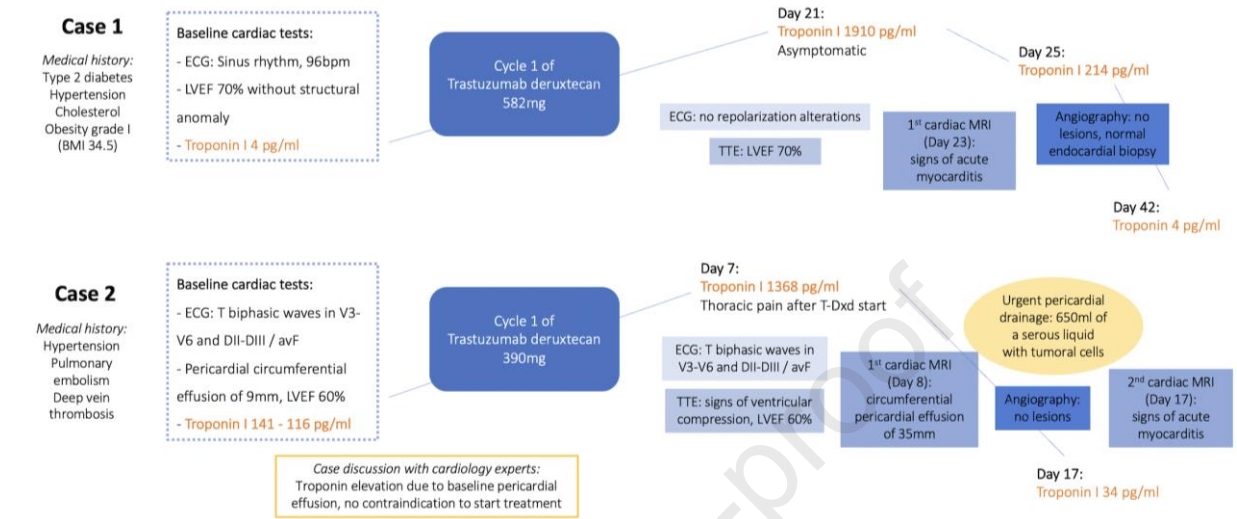 Case 1
Medical history:
Type 2 diabetes
Hypertension
Cholesterol
Obesity grade I
(BMI 34.5)
Baseline cardiac tests:
- ECG: Sinus rhythm, 96bpm
- LVEF 70% without structural
anomaly
- Troponin I 4 pg/ml
Cycle 1 of
Trastuzumab deruxtecan
582mg
Day 21:
Troponin I 1910 pg/ml
Asymptomatic
ECG: no repolarization alterations
TTE: LVEF 70%
1st cardiac MRI
(Day 23):
signs of acute
myocarditis
Day 25:
Troponin I 214 pg/ml
Angiography: no
lesions, normal
endocardial biopsy
Day 42:
Troponin 4 pg/ml
Case 2
Medical history:
Hypertension
Pulmonary
embolism
Deep vein
thrombosis
Baseline cardiac tests:
- ECG: T biphasic waves in V3-
V6 and DII-DIII / avF
- Pericardial circumferential
effusion of 9mm, LVEF 60%
- Troponin I 141 - 116 pg/ml
Case discussion with cardiology experts:
Troponin elevation due to baseline pericardial
effusion, no contraindication to start treatment
Cycle 1 of
Trastuzumab deruxtecan
390mg
Day 7:
Troponin I 1368 pg/ml
Thoracic pain after T-Dxd start
ECG: T biphasic waves in
V3-V6 and DII-DIII / avF
TTE: signs of ventricular
compression, LVEF 60%
1st cardiac MRI
(Day 8):
circumferential
pericardial effusion
of 35mm
Urgent pericardial
drainage: 650ml of
a serous liquid
with tumoral cells
Angiography:
no lesions
2nd cardiac MRI
(Day 17):
signs of acute
myocarditis
Day 17:
Troponin I 34 pg/ml
proof